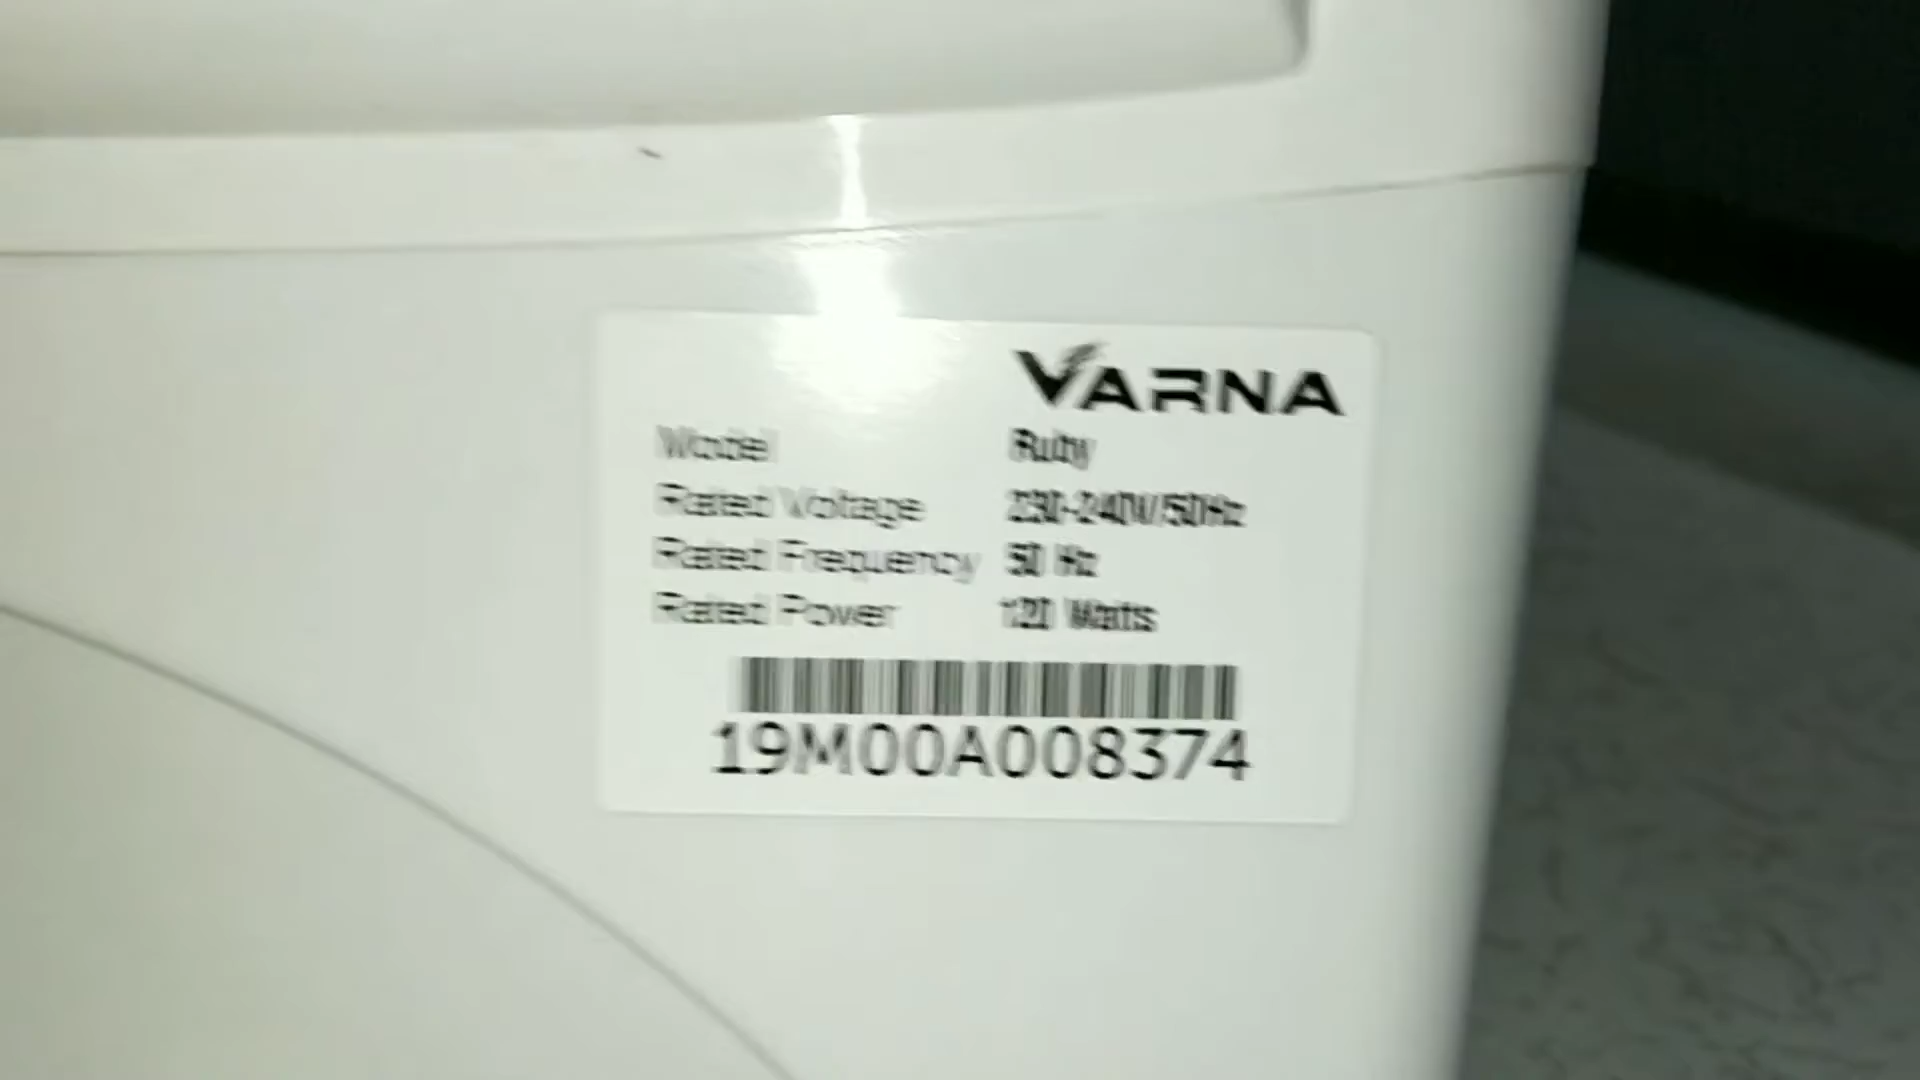 VARNA
Model Ruby
Rated Voltage 230-240V/50Hz
Rated Frequency 50 Hz
Rated Power 120 Watts
19M00A008374